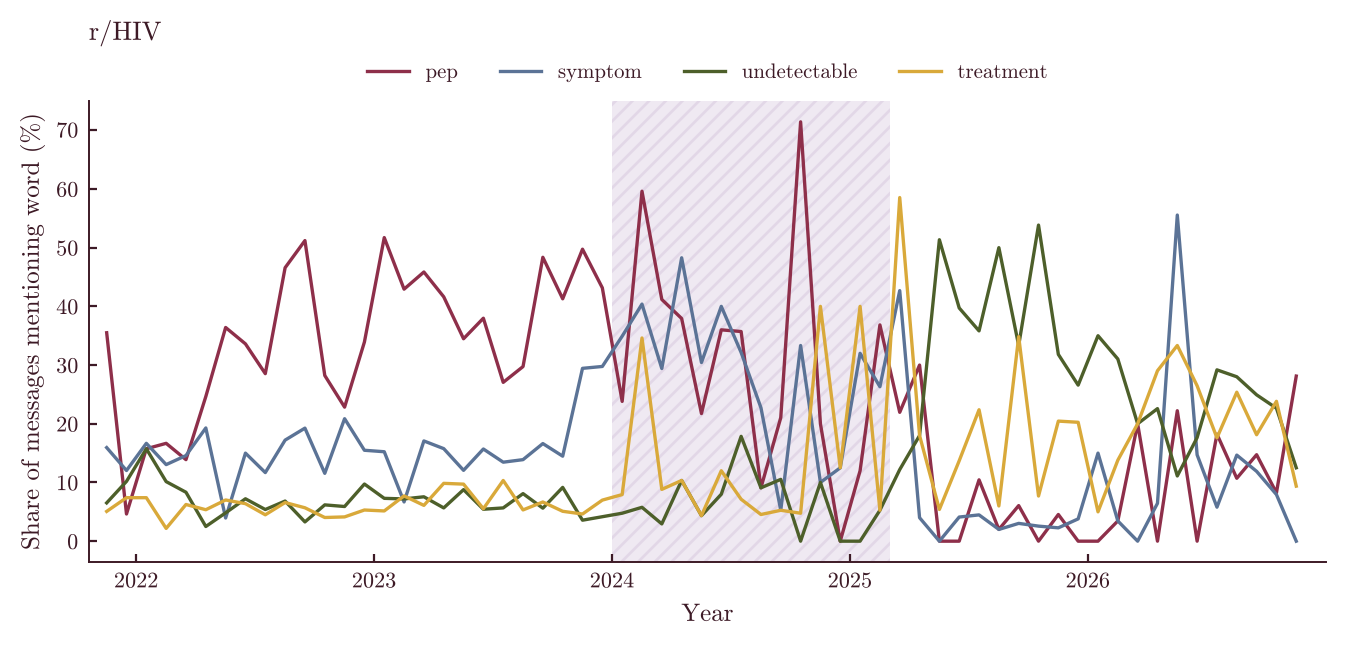 r/HIV
pep symptom undetectable treatment
Share of messages mentioning word (%)
70
60
50
40
30
20
10
0
2022 2023 2024 2025 2026
Year